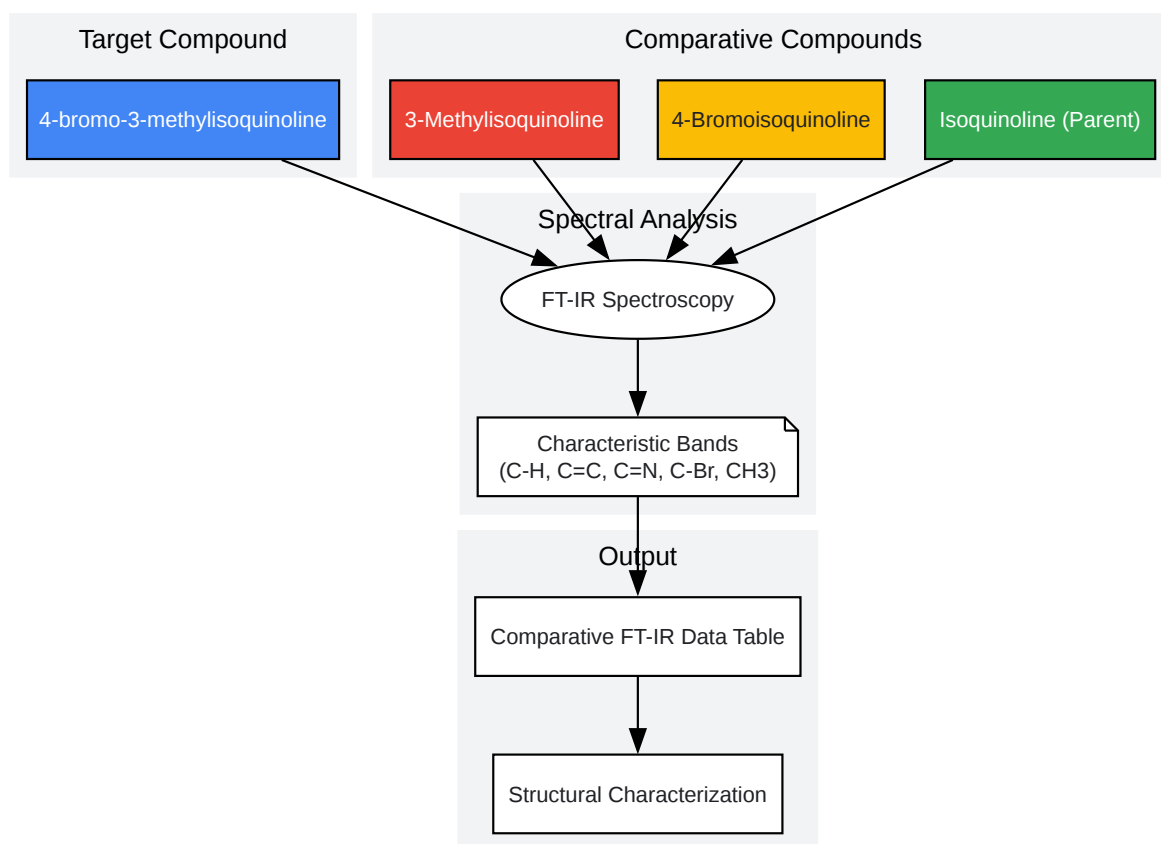 Target Compound
Comparative Compounds
4-bromo-3-methylisoquinoline
3-Methylisoquinoline
4-Bromoisoquinoline
Isoquinoline (Parent)
Spectral Analysis
FT-IR Spectroscopy
Characteristic Bands
(C-H, C=C, C=N, C-Br, CH3)
Output
Comparative FT-IR Data Table
Structural Characterization